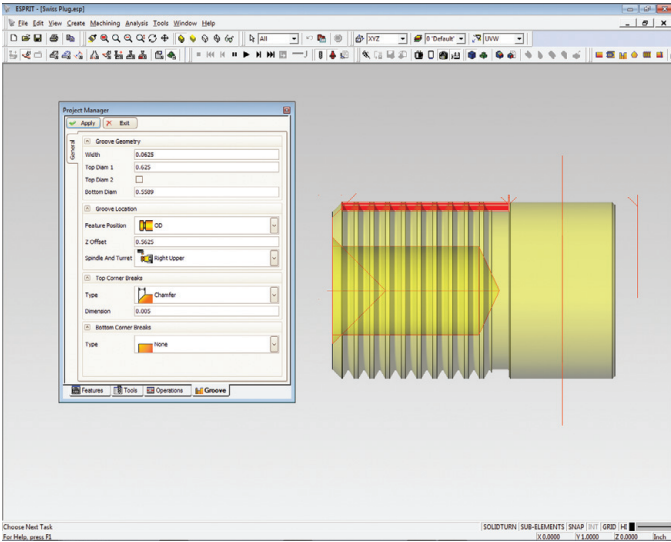 ESPRIT - [Swiss Plug.esp]
File Edit View Create Machining Analysis Tools Window Help
All XYZ 0 'Default' UVW
Project Manager
Apply Exit
General
Groove Geometry
Width 0.0625
Top Diam 1 0.625
Top Diam 2
Bottom Diam 0.5589
Groove Location
Feature Position OD
Z Offset 0.5625
Spindle And Turret Right Upper
Top Corner Breaks
Type Chamfer
Dimension 0.005
Bottom Corner Breaks
Type None
Features Tools Operations Groove
Choose Next Task SOLIDTURN SUB-ELEMENTS SNAP INT GRID HI
For Help, press F1 X 0.0000 Y 1.0000 Z 0.0000 Inch